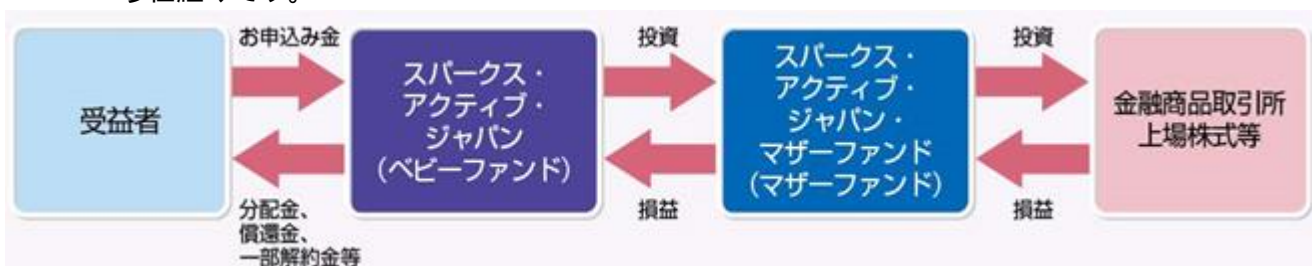 お申込み金
投資
投資
受益者
スパークス・
アクティブ・
ジャパン
(ベビーファンド)
スパークス・
アクティブ・
ジャパン・
マザーファンド
(マザーファンド)
金融商品取引所
上場株式等
分配金、
償還金、
一部解約金等
損益
損益